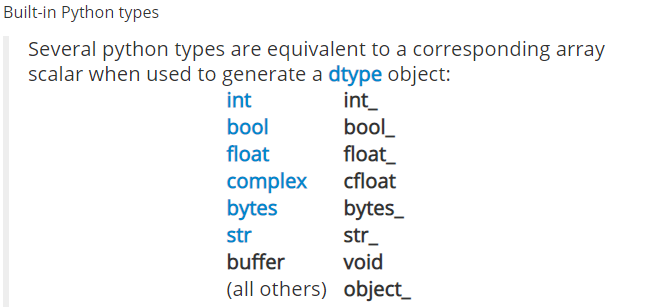 Built-in Python types
Several python types are equivalent to a corresponding array
scalar when used to generate a dtype object:
int int_
bool bool_
float float_
complex cfloat
bytes bytes_
str str_
buffer void
(all others) object_